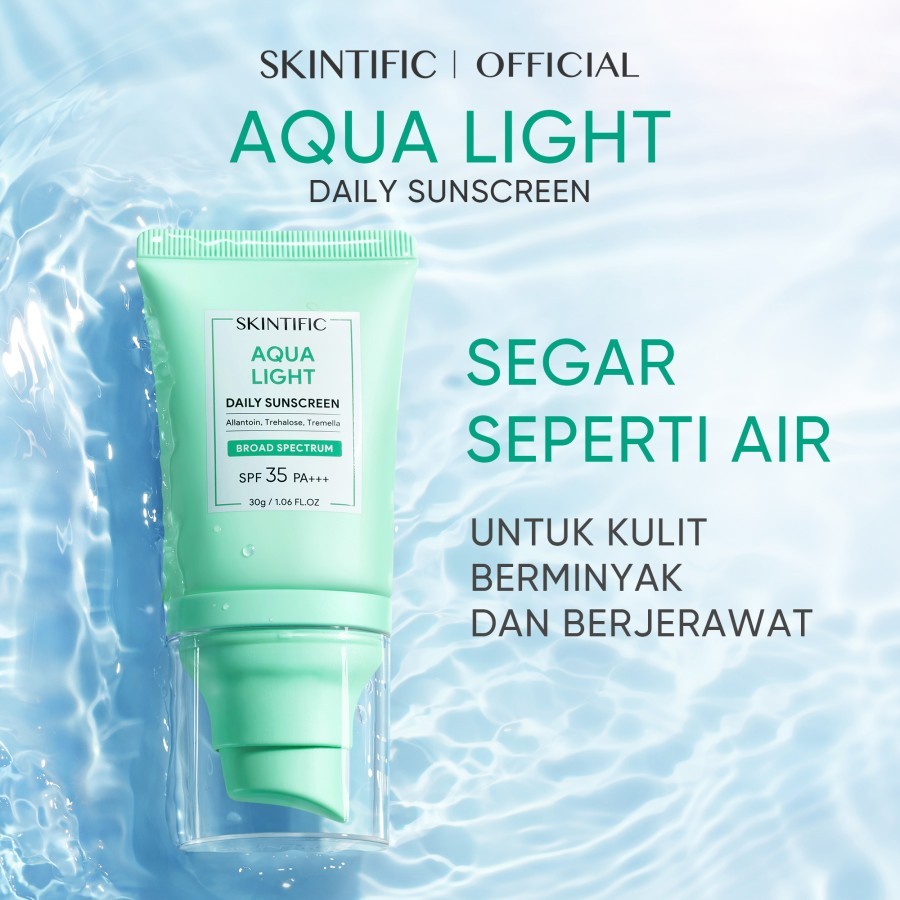 SKINTIFIC | OFFICIAL
AQUA LIGHT
DAILY SUNSCREEN
SKINTIFIC
AQUA
LIGHT
DAILY SUNSCREEN
Allantoin, Trehalose, Tremella
BROAD SPECTRUM
SPF 35 PA+++
30g / 1.06 FL.OZ
SEGAR
SEPERTI AIR
UNTUK KULIT
BERMINYAK
DAN BERJERAWAT